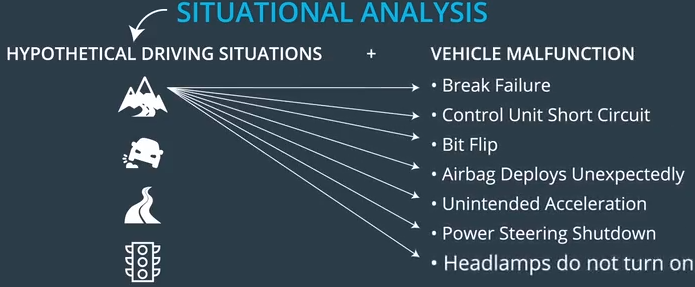 SITUATIONAL ANALYSIS
HYPOTHETICAL DRIVING SITUATIONS + VEHICLE MALFUNCTION
• Break Failure
• Control Unit Short Circuit
• Bit Flip
• Airbag Deploys Unexpectedly
• Unintended Acceleration
• Power Steering Shutdown
• Headlamps do not turn on